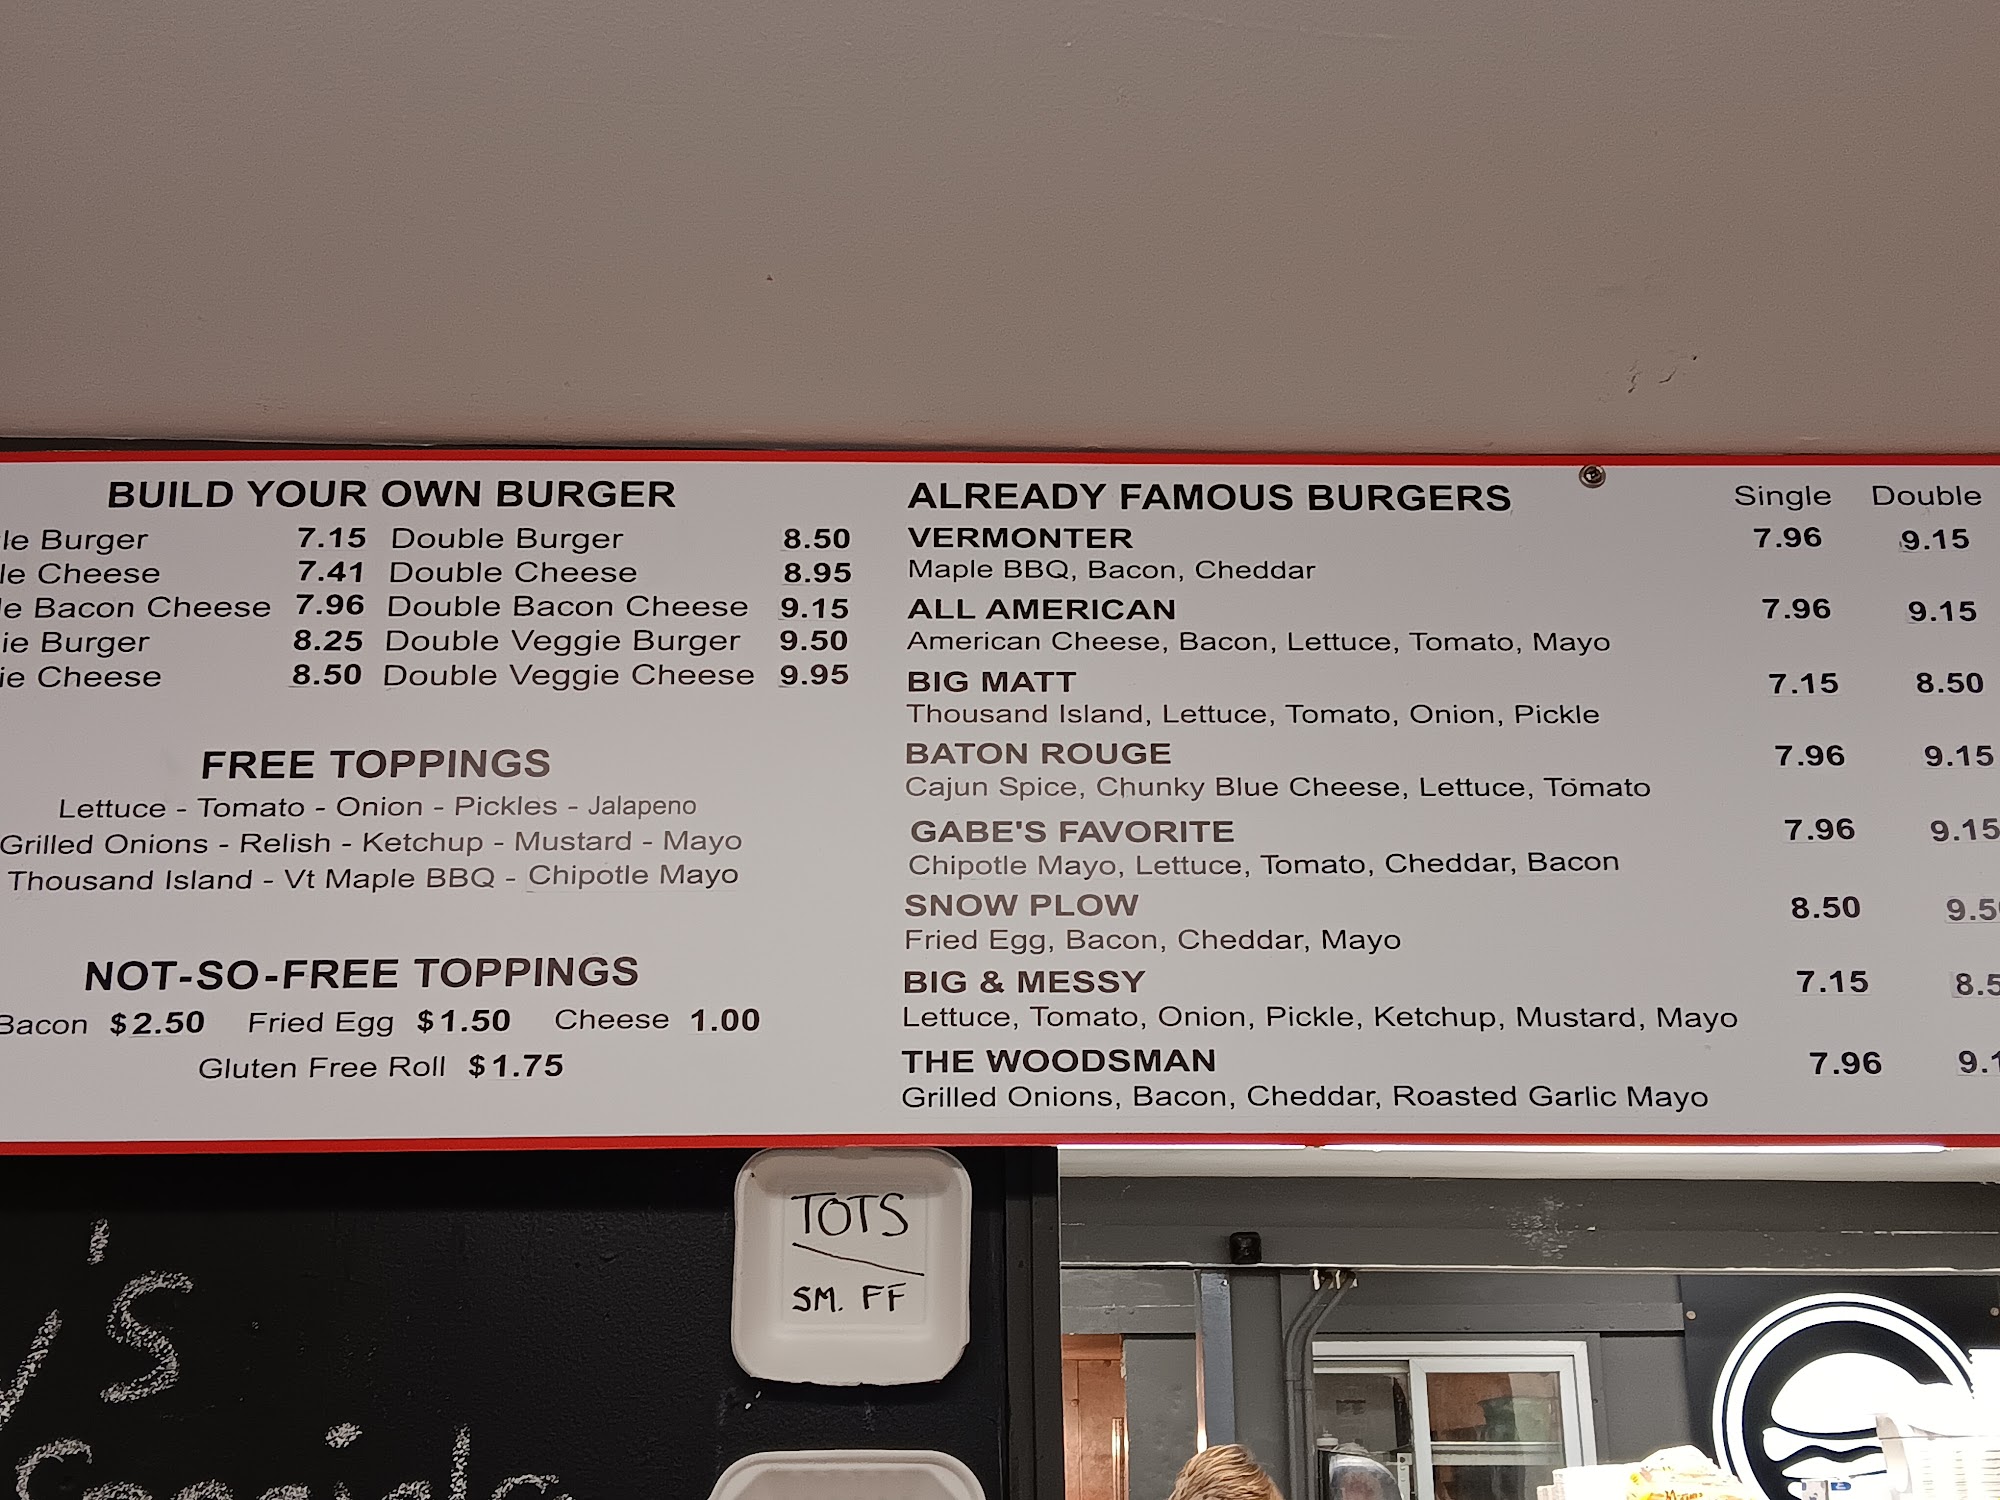 BUILD YOUR OWN BURGER
le Burger 7.15 Double Burger 8.50
le Cheese 7.41 Double Cheese 8.95
le Bacon Cheese 7.96 Double Bacon Cheese 9.15
ie Burger 8.25 Double Veggie Burger 9.50
ie Cheese 8.50 Double Veggie Cheese 9.95
FREE TOPPINGS
Lettuce - Tomato - Onion - Pickles - Jalapeno
Grilled Onions - Relish - Ketchup - Mustard - Mayo
Thousand Island - Vt Maple BBQ - Chipotle Mayo
NOT-SO-FREE TOPPINGS
Bacon $2.50 Fried Egg $1.50 Cheese 1.00
Gluten Free Roll $1.75
ALREADY FAMOUS BURGERS Single Double
VERMONTER 7.96 9.15
Maple BBQ, Bacon, Cheddar
ALL AMERICAN 7.96 9.15
American Cheese, Bacon, Lettuce, Tomato, Mayo
BIG MATT 7.15 8.50
Thousand Island, Lettuce, Tomato, Onion, Pickle
BATON ROUGE 7.96 9.15
Cajun Spice, Chunky Blue Cheese, Lettuce, Tomato
GABE'S FAVORITE 7.96 9.15
Chipotle Mayo, Lettuce, Tomato, Cheddar, Bacon
SNOW PLOW 8.50 9.5
Fried Egg, Bacon, Cheddar, Mayo
BIG & MESSY 7.15 8.5
Lettuce, Tomato, Onion, Pickle, Ketchup, Mustard, Mayo
THE WOODSMAN 7.96 9.1
Grilled Onions, Bacon, Cheddar, Roasted Garlic Mayo
TOTS
SM. FF
's